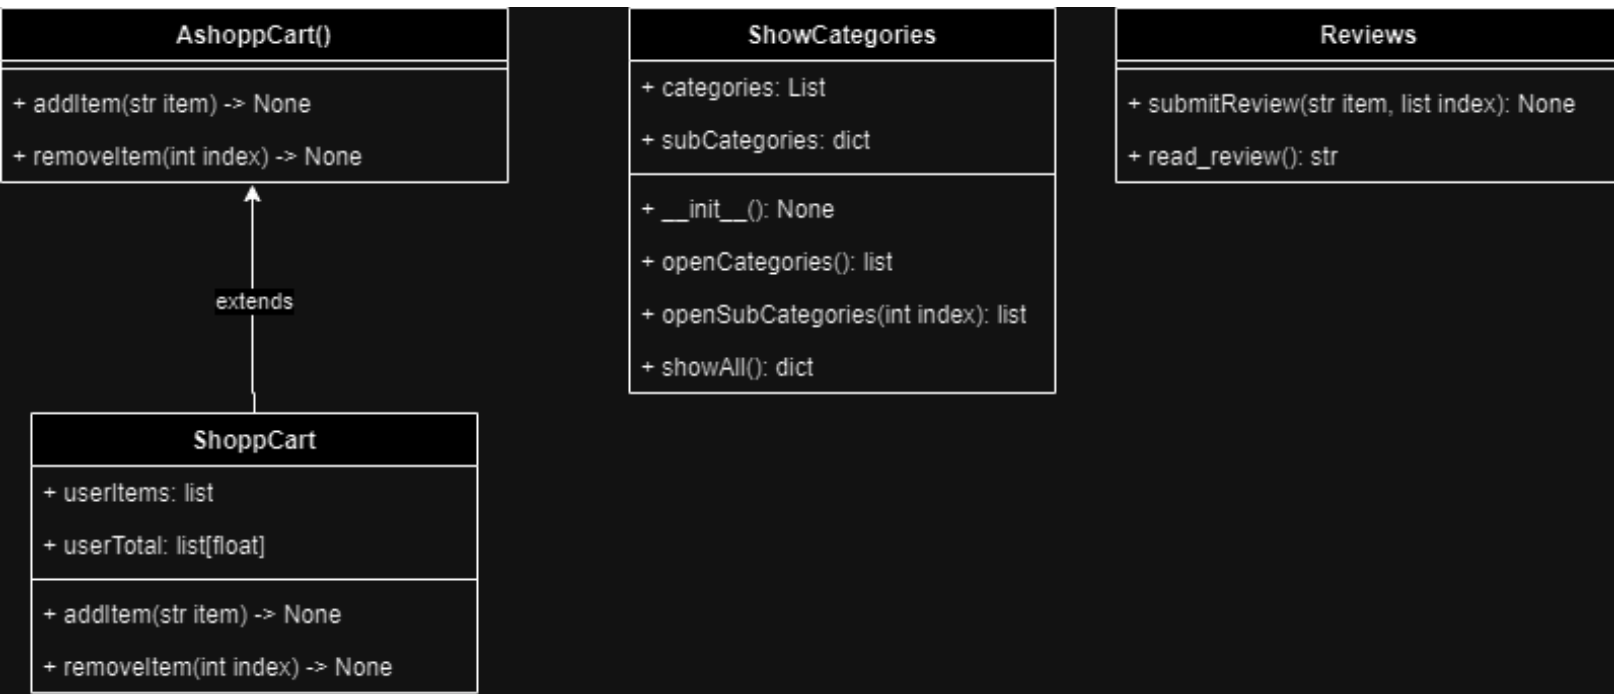 AshoppCart()
+ addItem(str item) -> None
+ removeItem(int index) -> None
extends
ShoppCart
+ userItems: list
+ userTotal: list[float]
+ addItem(str item) -> None
+ removeItem(int index) -> None
ShowCategories
+ categories: List
+ subCategories: dict
+ __init__(): None
+ openCategories(): list
+ openSubCategories(int index): list
+ showAll(): dict
Reviews
+ submitReview(str item, list index): None
+ read_review(): str